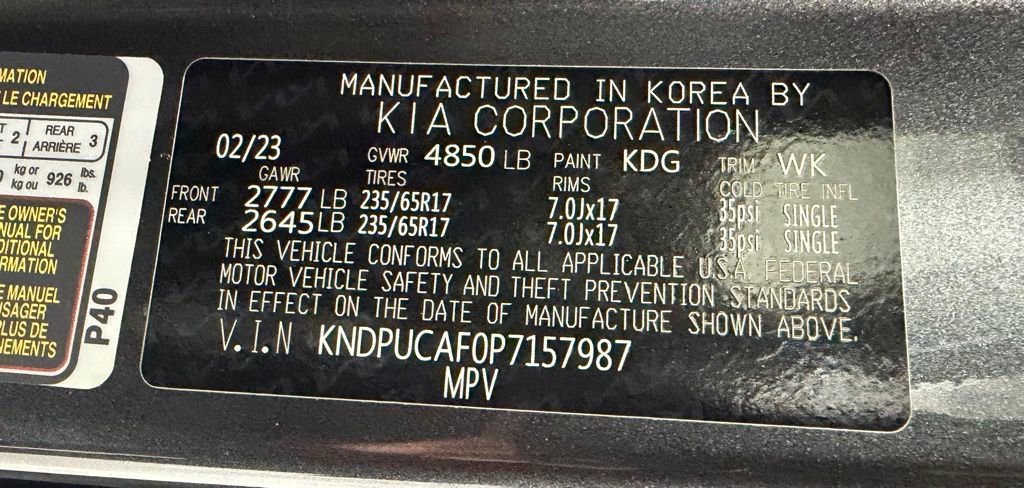 MATION
LE CHARGEMENT
2 REAR ARRIÈRE 3
kg or kg ou 926 lbs. lb.
E OWNER'S
NUAL FOR
DITIONAL
RMATION
E MANUEL
USAGER
PLUS DE
NEMENTS
P40
MANUFACTURED IN KOREA BY
KIA CORPORATION
02/23 GVWR 4850 LB PAINT KDG TRIM WK
GAWR TIRES RIMS COLD TIRE INFL
FRONT 2777 LB 235/65R17 7.0Jx17 35psi SINGLE
REAR 2645 LB 235/65R17 7.0Jx17 35psi SINGLE
THIS VEHICLE CONFORMS TO ALL APPLICABLE U.S.A. FEDERAL
MOTOR VEHICLE SAFETY AND THEFT PREVENTION STANDARDS
IN EFFECT ON THE DATE OF MANUFACTURE SHOWN ABOVE.
V.I.N KNDPUCAF0P7157987
MPV